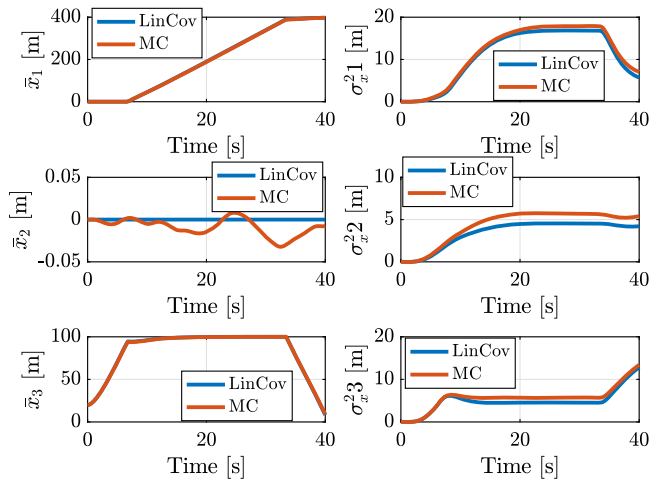 400
200
0
x̄₁ [m]
LinCov
MC
0 20 40
Time [s]
20
10
0
σₓ²1 [m]
LinCov
MC
0 20 40
Time [s]
0.05
0
-0.05
x̄₂ [m]
LinCov
MC
0 20 40
Time [s]
10
5
0
σₓ²2 [m]
LinCov
MC
0 20 40
Time [s]
100
50
0
x̄₃ [m]
LinCov
MC
0 20 40
Time [s]
20
10
0
σₓ²3 [m]
LinCov
MC
0 20 40
Time [s]